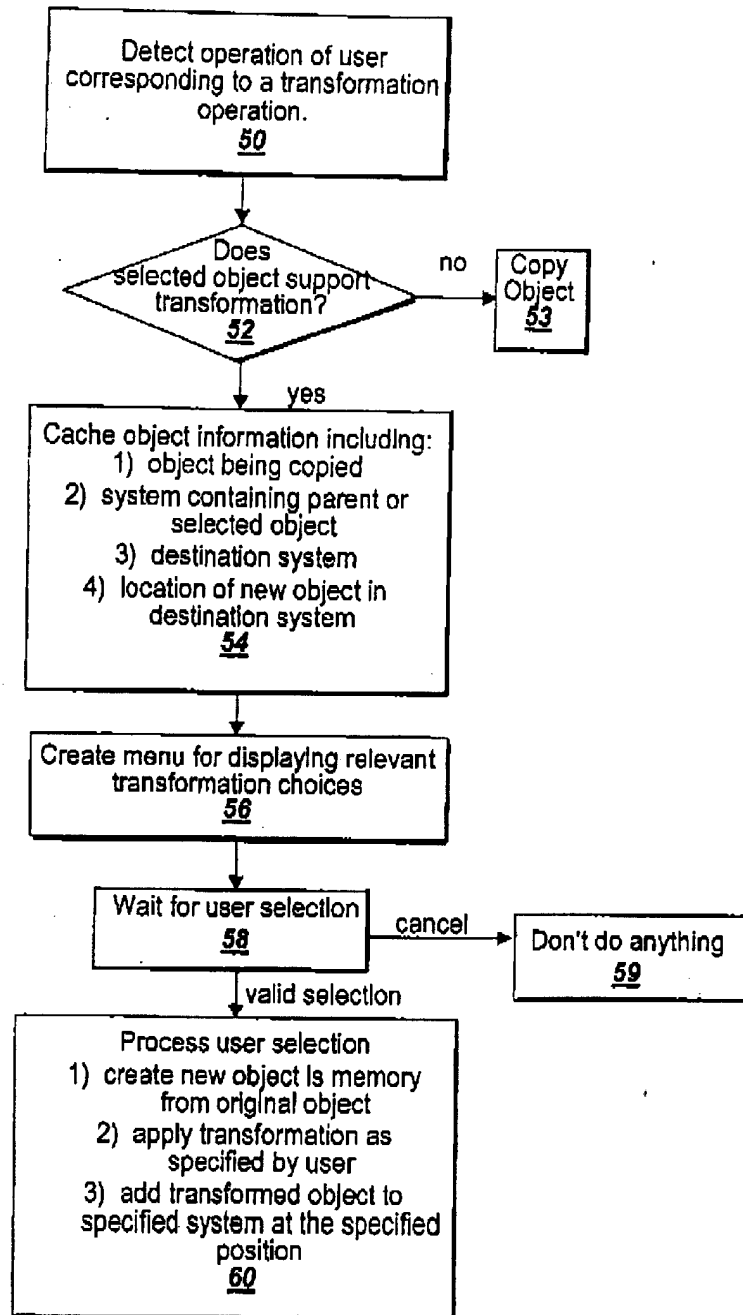 Detect operation of user
corresponding to a transformation
operation.
50
Does
selected object support
transformation?
52
no
Copy
Object
53
yes
Cache object information including:
1) object being copied
2) system containing parent or
selected object
3) destination system
4) location of new object in
destination system
54
Create menu for displaying relevant
transformation choices
56
Wait for user selection
58
cancel
Don't do anything
59
valid selection
Process user selection
1) create new object is memory
from original object
2) apply transformation as
specified by user
3) add transformed object to
specified system at the specified
position
60